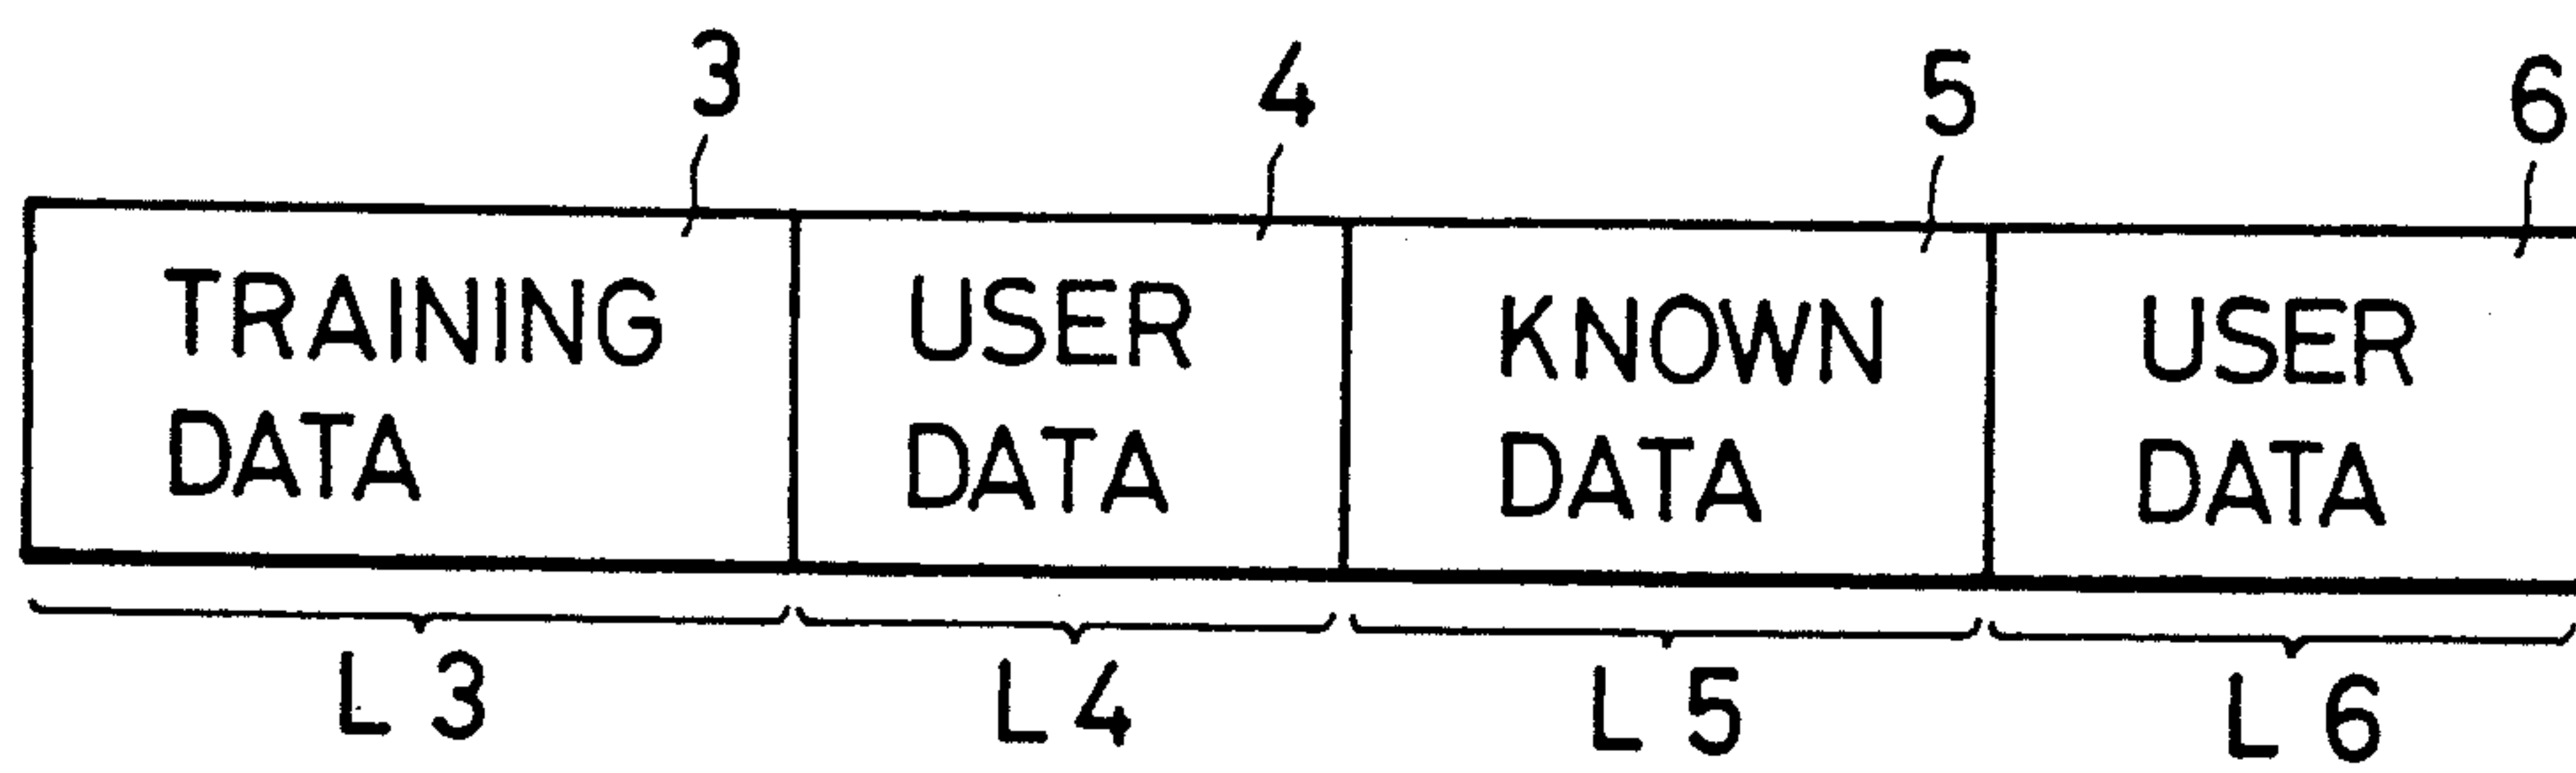 3 4 5 6
TRAINING USER KNOWN USER
DATA DATA DATA DATA
L3 L4 L5 L6